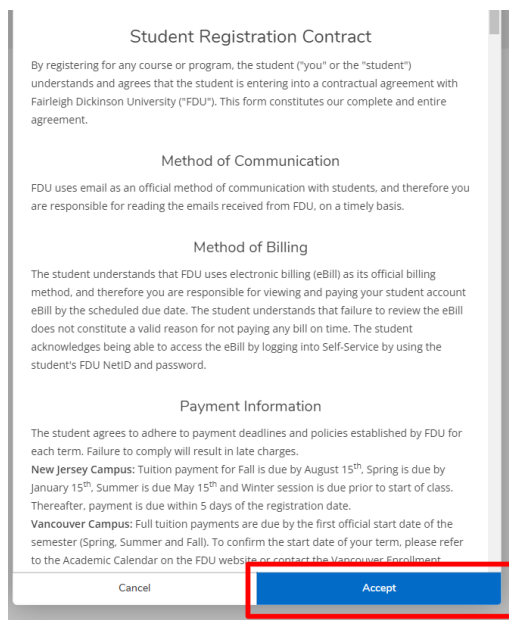 Student Registration Contract
By registering for any course or program, the student ("you" or the "student")
understands and agrees that the student is entering into a contractual agreement with
Fairleigh Dickinson University ("FDU"). This form constitutes our complete and entire
agreement.
Method of Communication
FDU uses email as an official method of communication with students, and therefore you
are responsible for reading the emails received from FDU, on a timely basis.
Method of Billing
The student understands that FDU uses electronic billing (eBill) as its official billing
method, and therefore you are responsible for viewing and paying your student account
eBill by the scheduled due date. The student understands that failure to review the eBill
does not constitute a valid reason for not paying any bill on time. The student
acknowledges being able to access the eBill by logging into Self-Service by using the
student's FDU NetID and password.
Payment Information
The student agrees to adhere to payment deadlines and policies established by FDU for
each term. Failure to comply will result in late charges.
New Jersey Campus: Tuition payment for Fall is due by August 15th, Spring is due by
January 15th, Summer is due May 15th and Winter session is due prior to start of class.
Thereafter, payment is due within 5 days of the registration date.
Vancouver Campus: Full tuition payments are due by the first official start date of the
semester (Spring, Summer and Fall). To confirm the start date of your term, please refer
to the Academic Calendar on the FDU website or contact the Vancouver Enrollment
Cancel
Accept